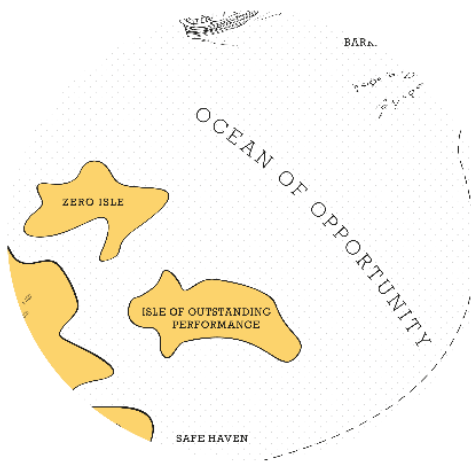 OCEAN OF OPPORTUNITY
ZERO ISLE
ISLE OF OUTSTANDING
PERFORMANCE
SAFE HAVEN